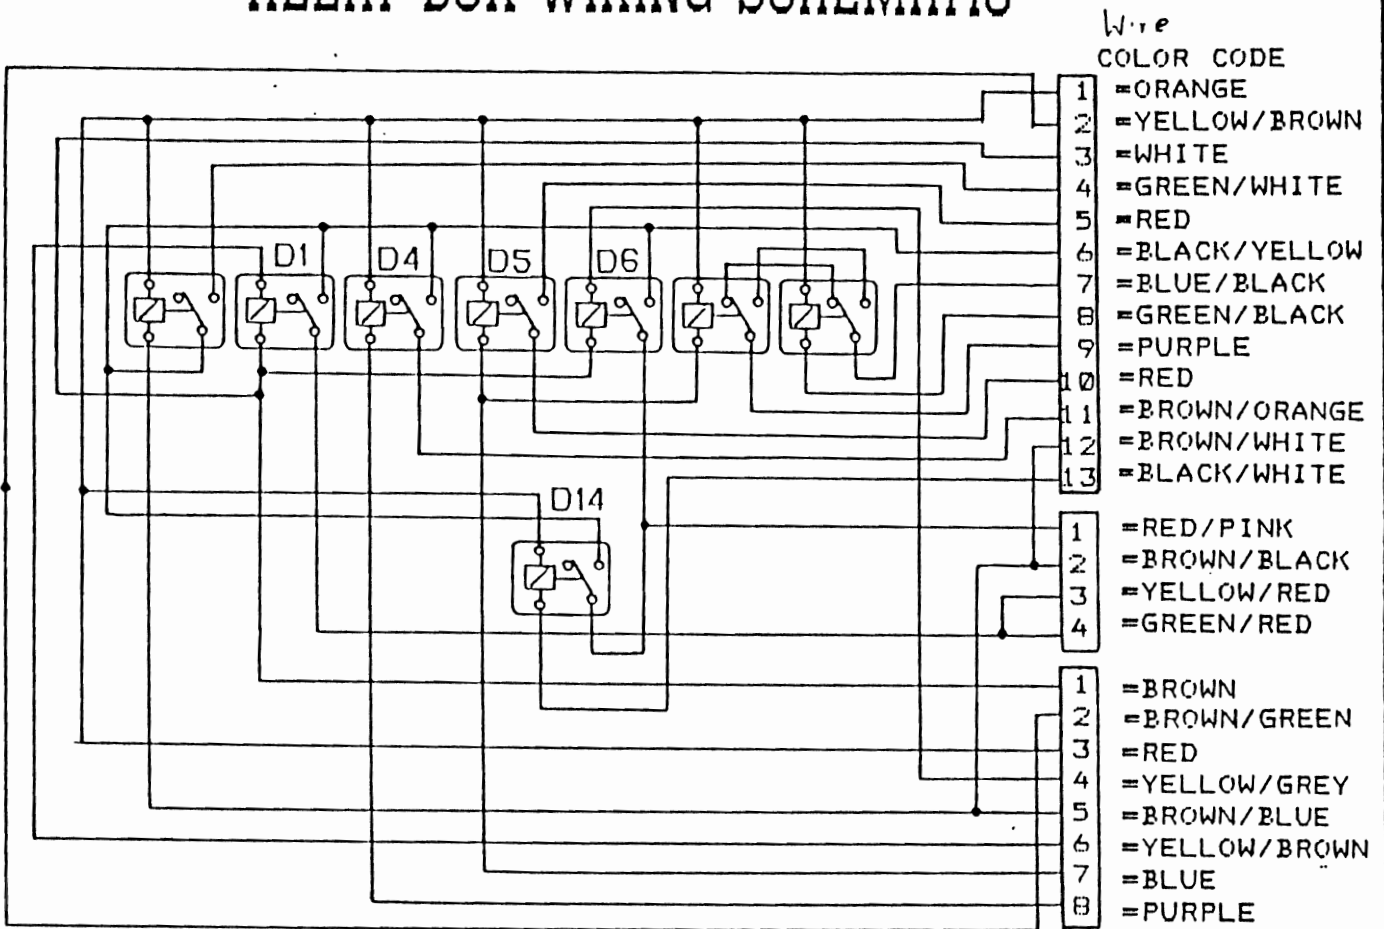 RELAY BOX WIRING SCHEMATIC
Wire
COLOR CODE
1 =ORANGE
2 =YELLOW/BROWN
3 =WHITE
4 =GREEN/WHITE
5 =RED
6 =BLACK/YELLOW
7 =BLUE/BLACK
8 =GREEN/BLACK
9 =PURPLE
10 =RED
11 =BROWN/ORANGE
12 =BROWN/WHITE
13 =BLACK/WHITE
D1 D4 D5 D6
D14
1 =RED/PINK
2 =BROWN/BLACK
3 =YELLOW/RED
4 =GREEN/RED
1 =BROWN
2 =BROWN/GREEN
3 =RED
4 =YELLOW/GREY
5 =BROWN/BLUE
6 =YELLOW/BROWN
7 =BLUE
8 =PURPLE